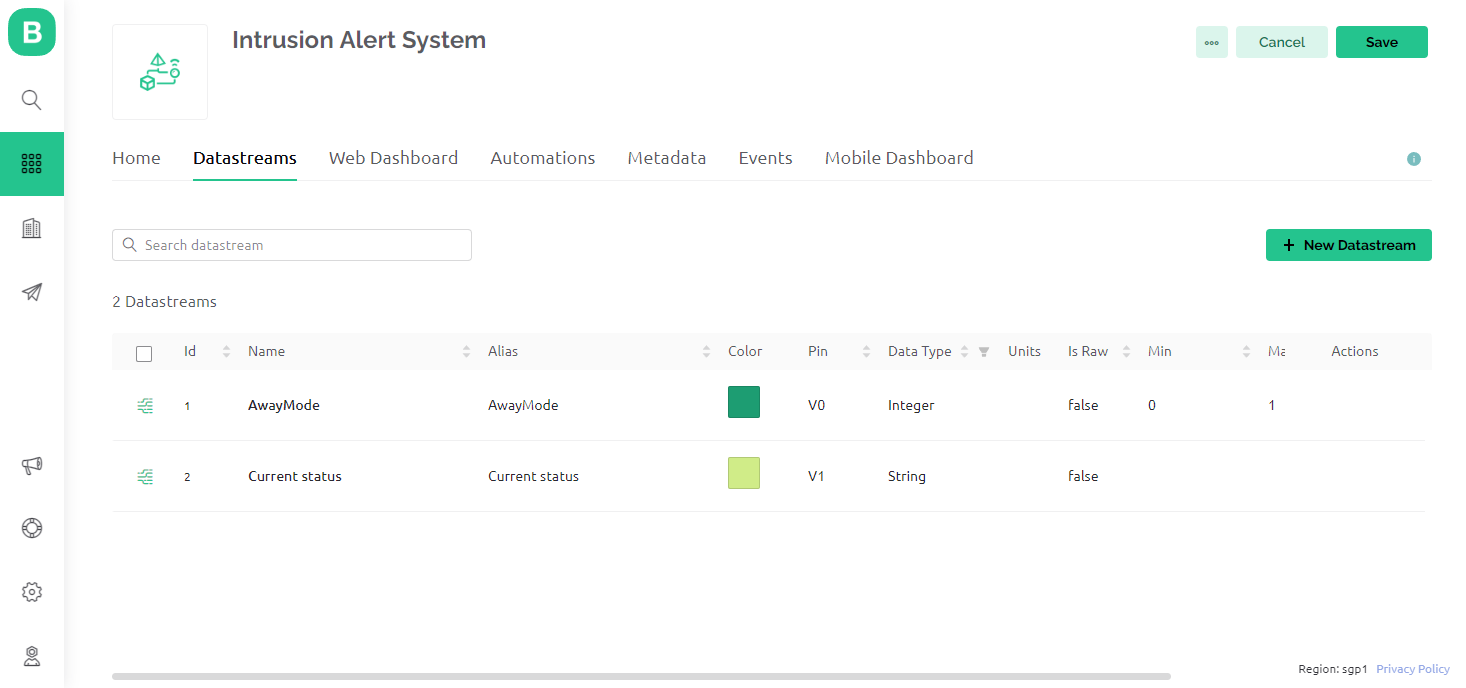 B
Intrusion Alert System
Cancel
Save
Home Datastreams Web Dashboard Automations Metadata Events Mobile Dashboard
i
Search datastream
+ New Datastream
2 Datastreams
Id Name Alias Color Pin Data Type Units Is Raw Min Ma Actions
1 AwayMode AwayMode V0 Integer false 0 1
2 Current status Current status V1 String false
Region: sgp1 Privacy Policy